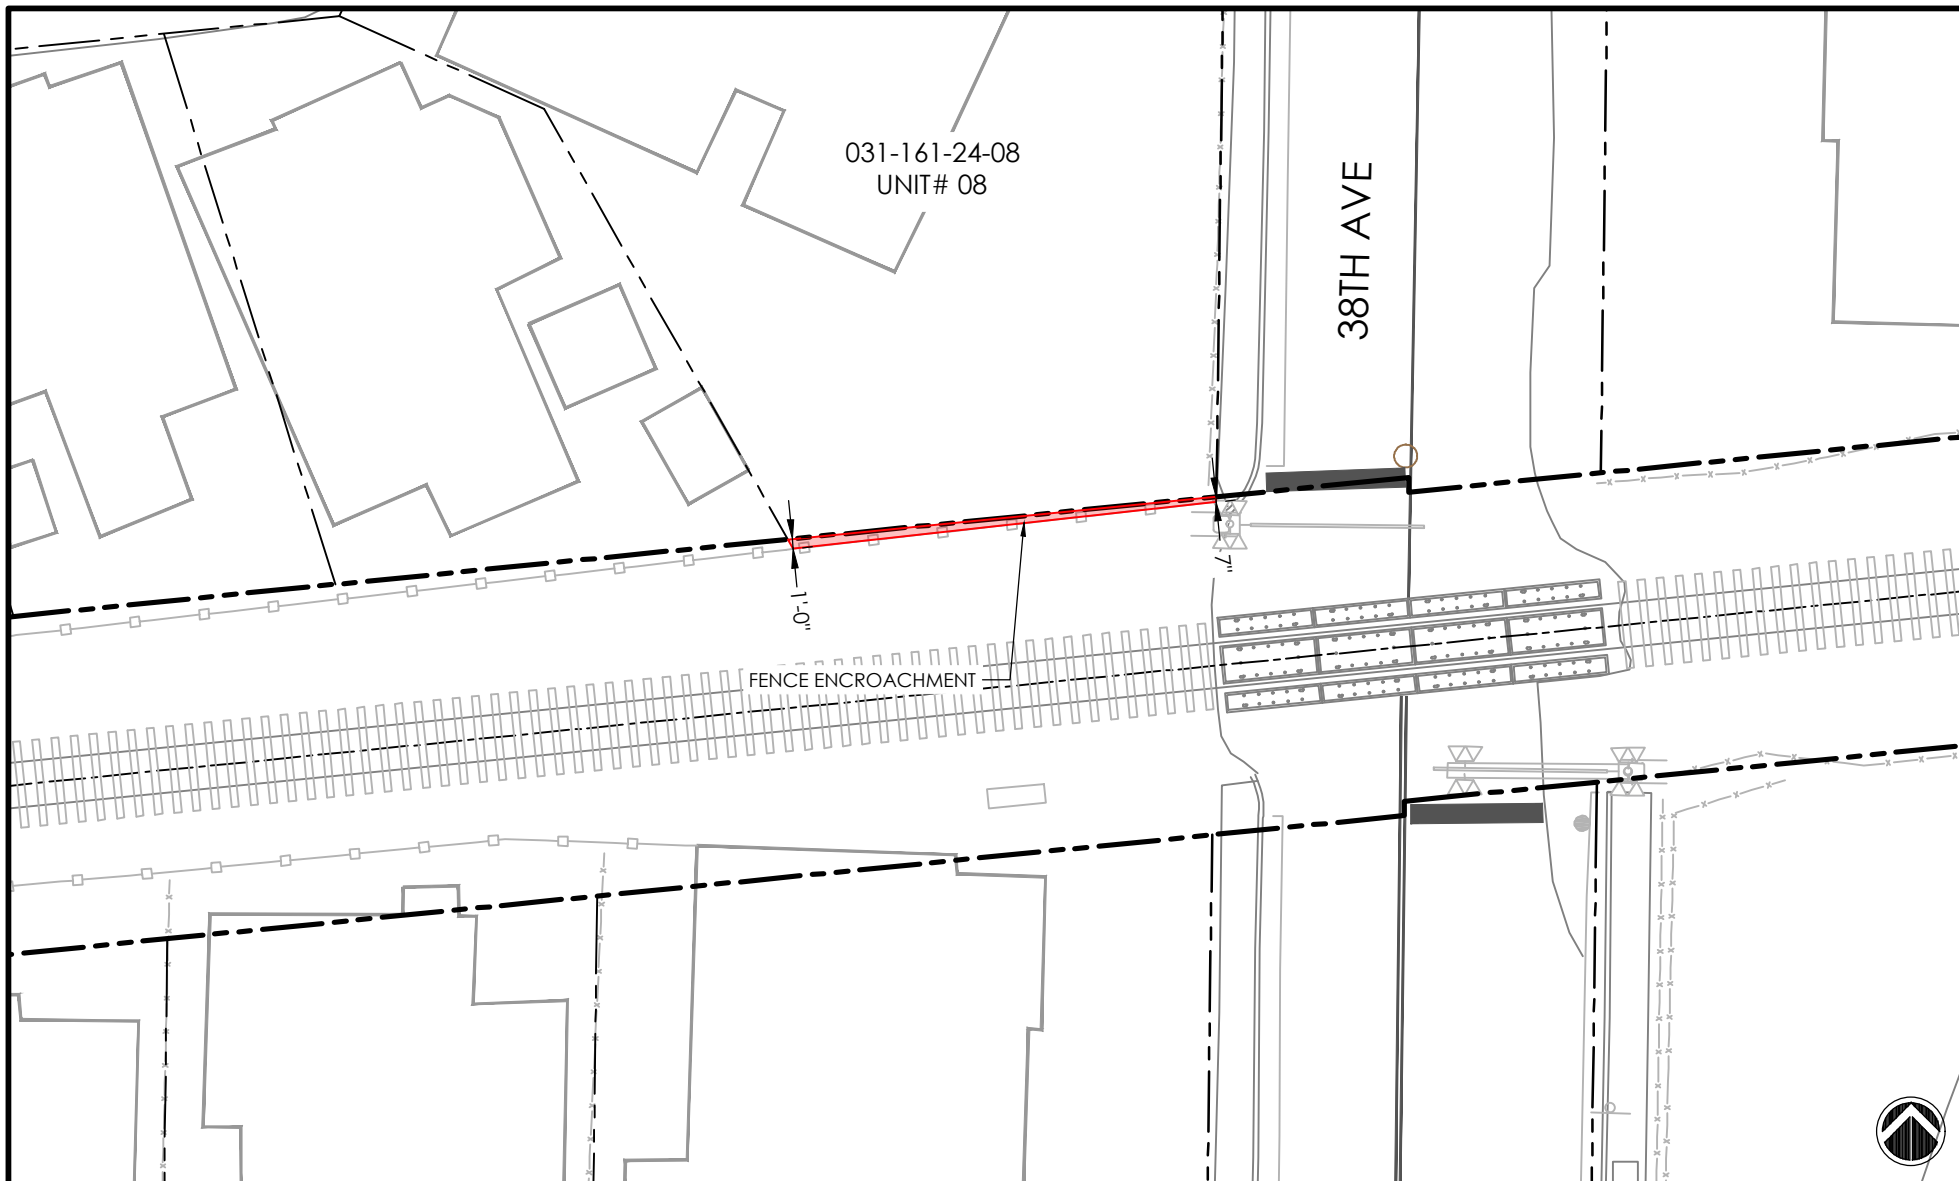 031-161-24-08
UNIT# 08
38TH AVE
7"
1'-0"
FENCE ENCROACHMENT